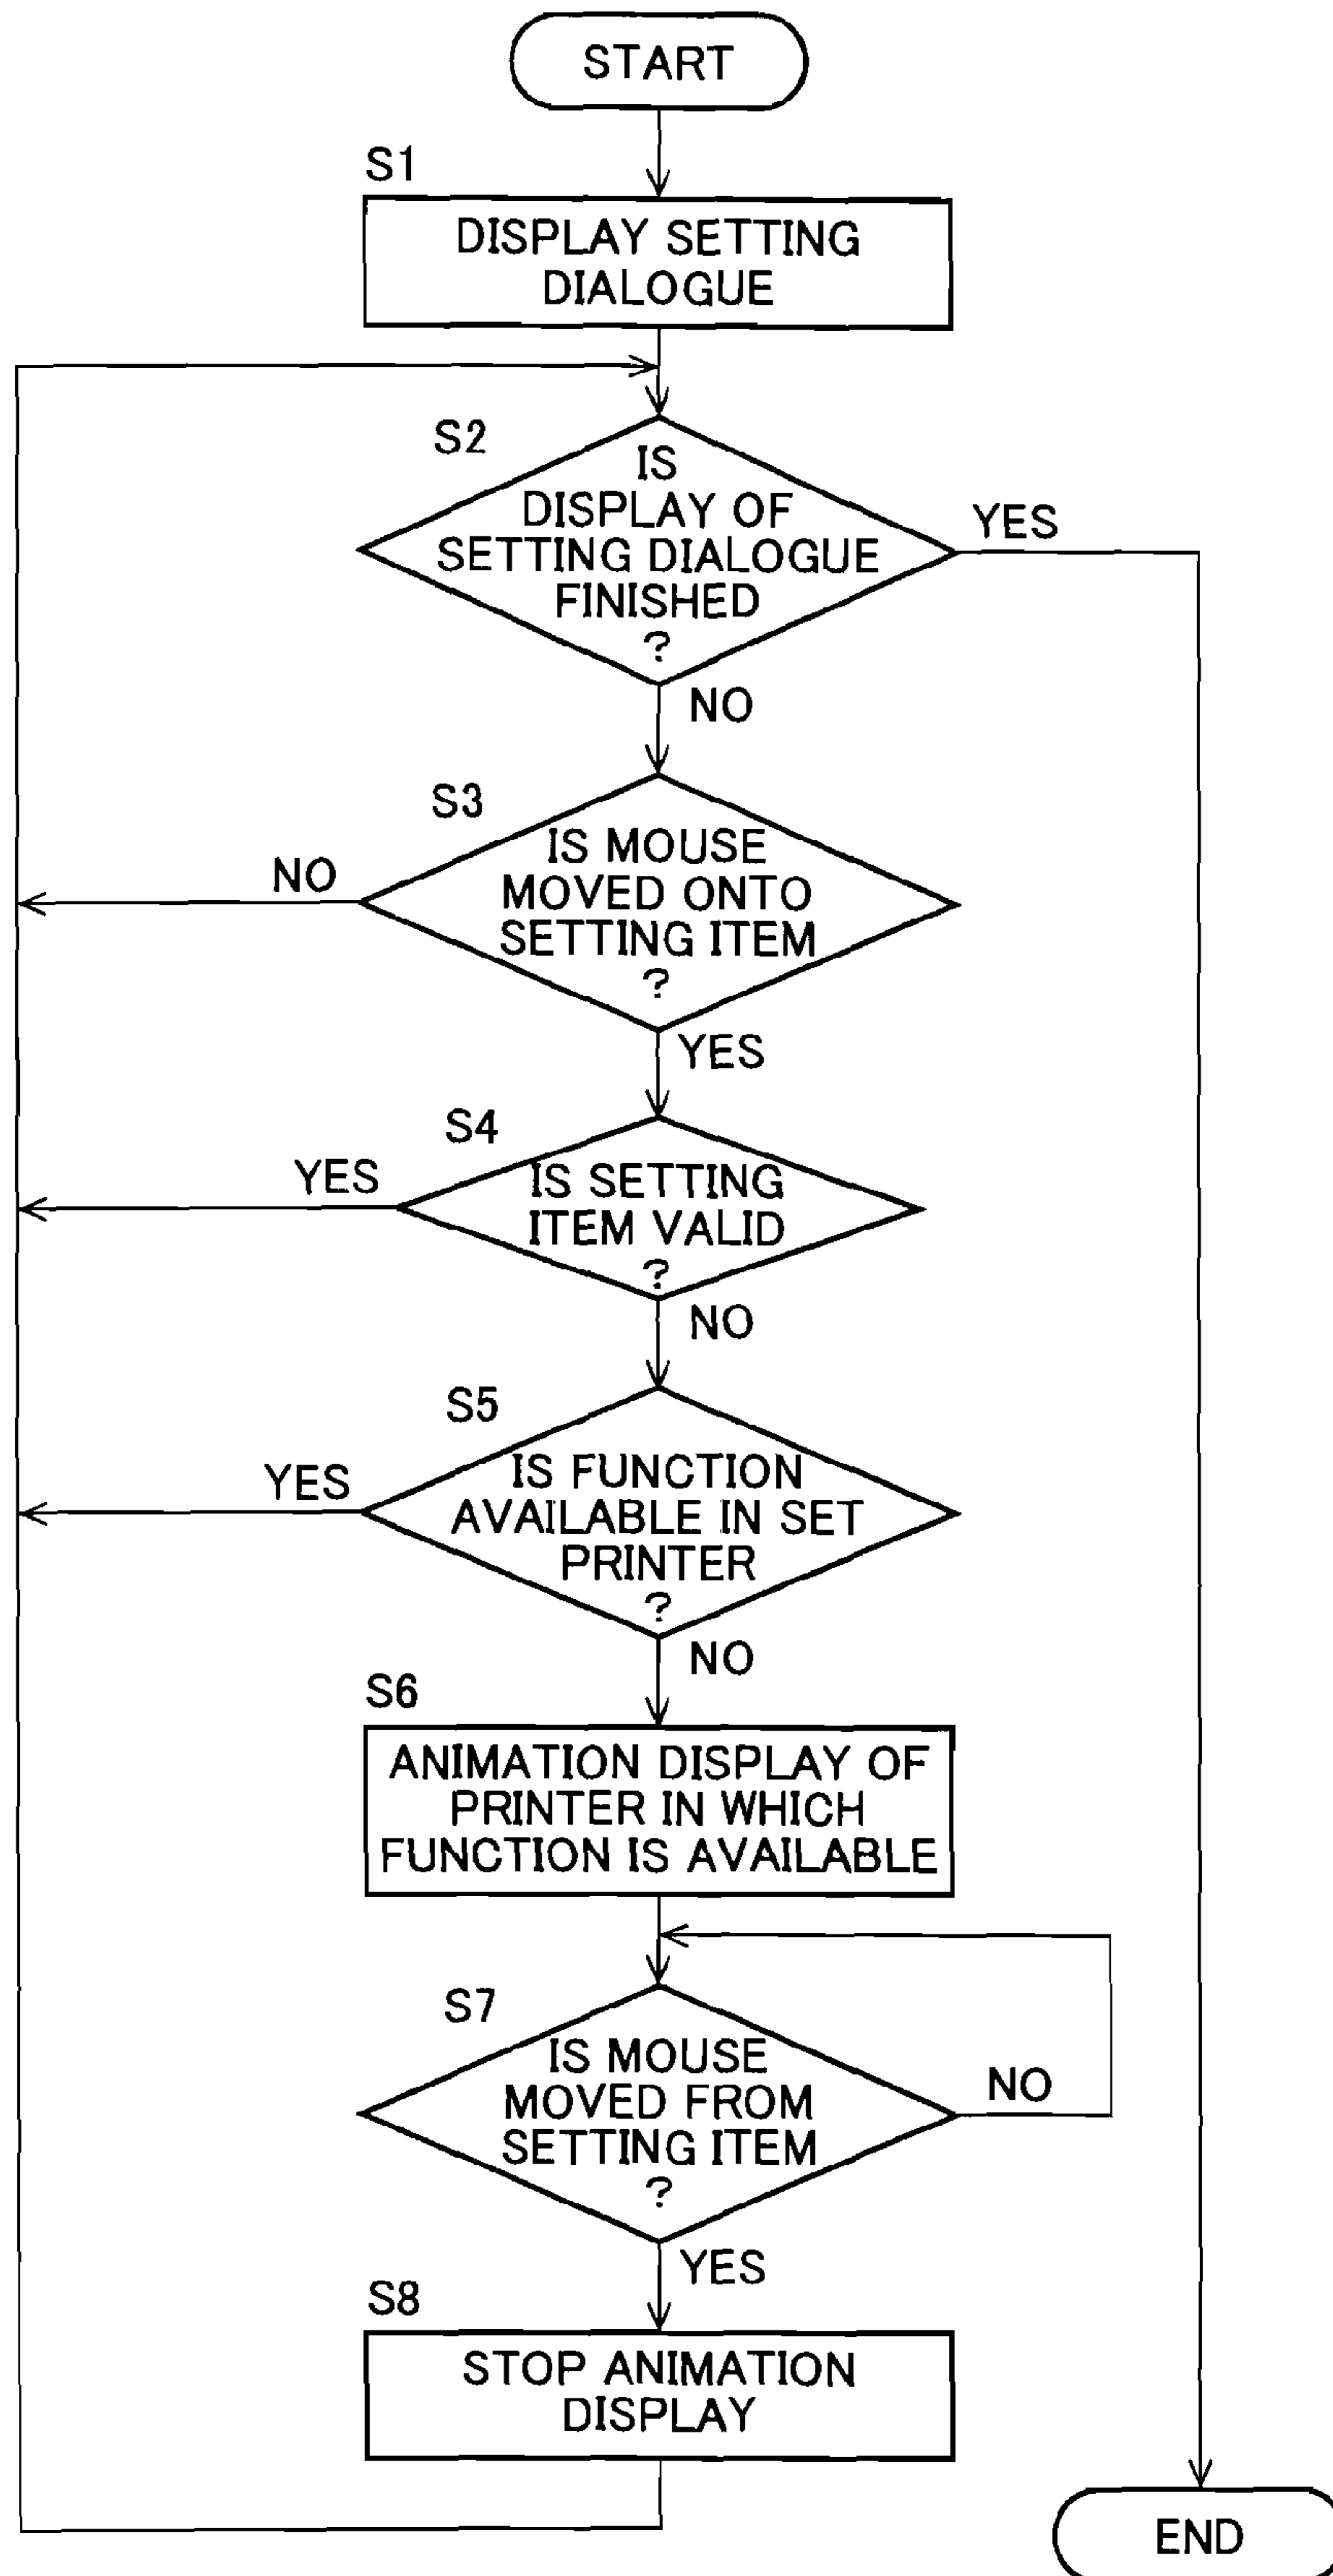 START
S1
DISPLAY SETTING
DIALOGUE
S2
IS
DISPLAY OF
SETTING DIALOGUE
FINISHED
?
YES
NO
S3
IS MOUSE
MOVED ONTO
SETTING ITEM
?
NO
YES
S4
IS SETTING
ITEM VALID
?
YES
NO
S5
IS FUNCTION
AVAILABLE IN SET
PRINTER
?
YES
NO
S6
ANIMATION DISPLAY OF
PRINTER IN WHICH
FUNCTION IS AVAILABLE
S7
IS MOUSE
MOVED FROM
SETTING ITEM
?
NO
YES
S8
STOP ANIMATION
DISPLAY
END